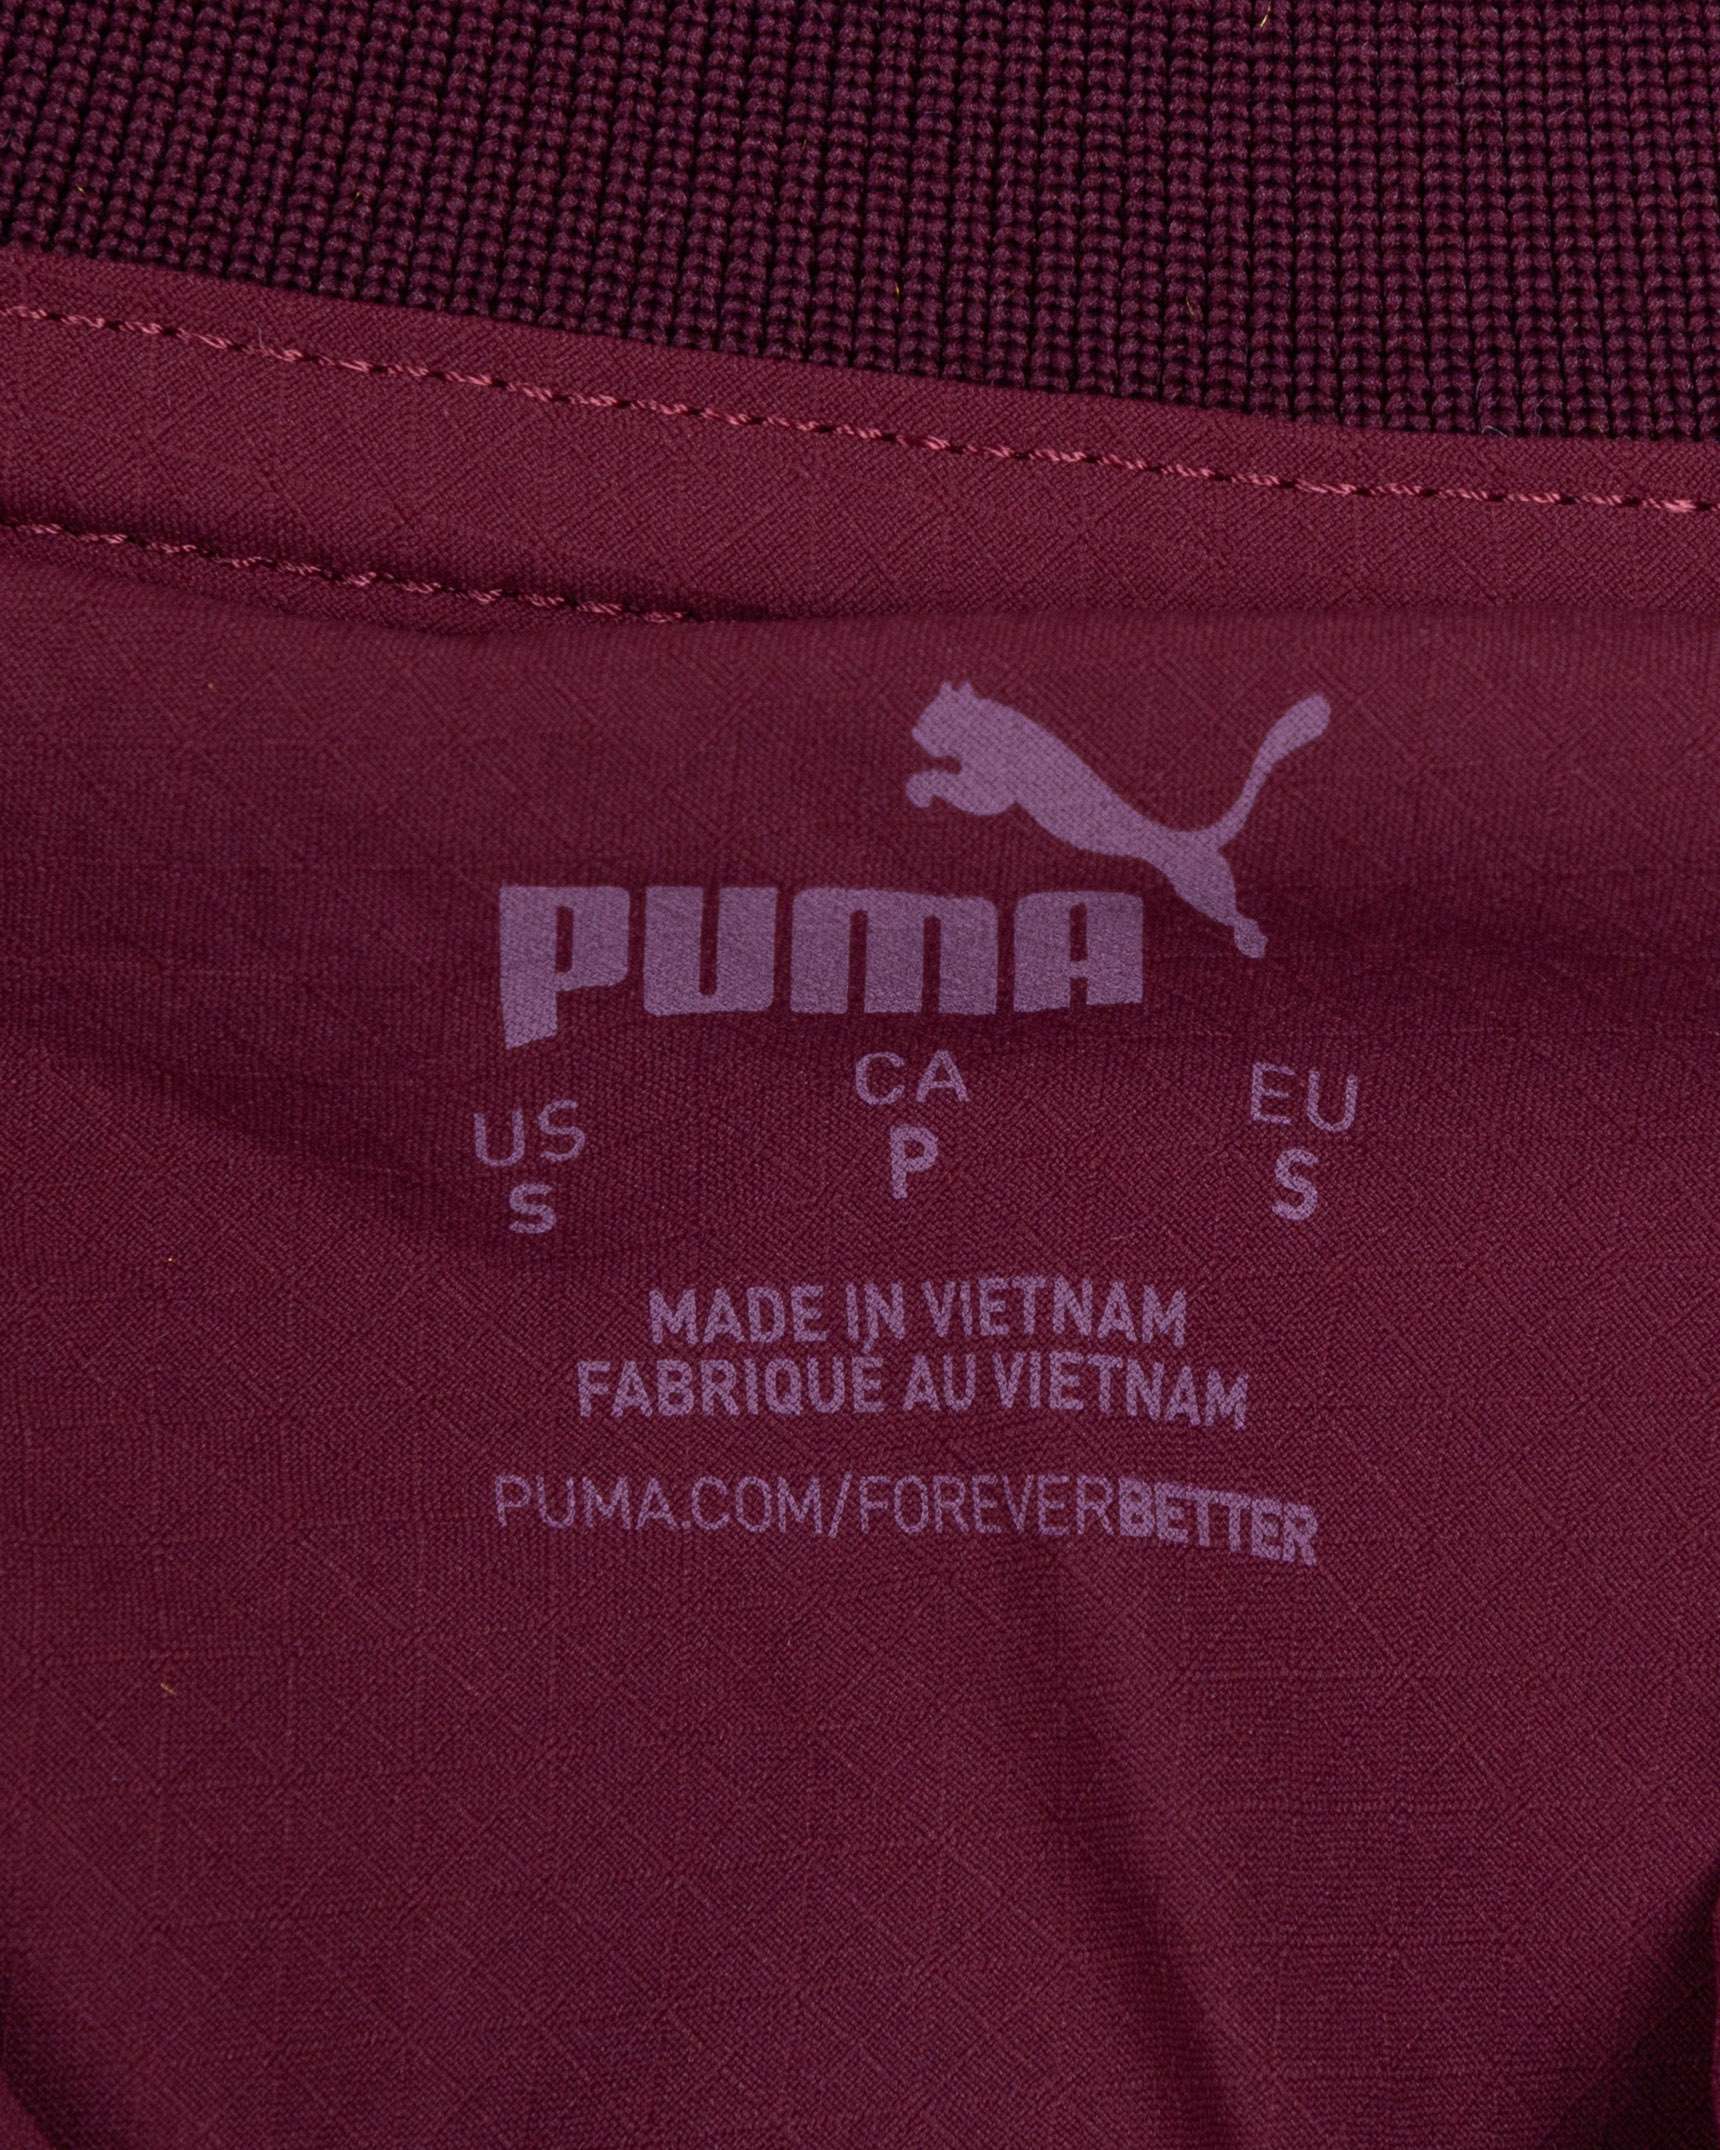 PUMA
US CA EU
S P S
MADE IN VIETNAM
FABRIQUÉ AU VIETNAM
PUMA.COM/FOREVERBETTER